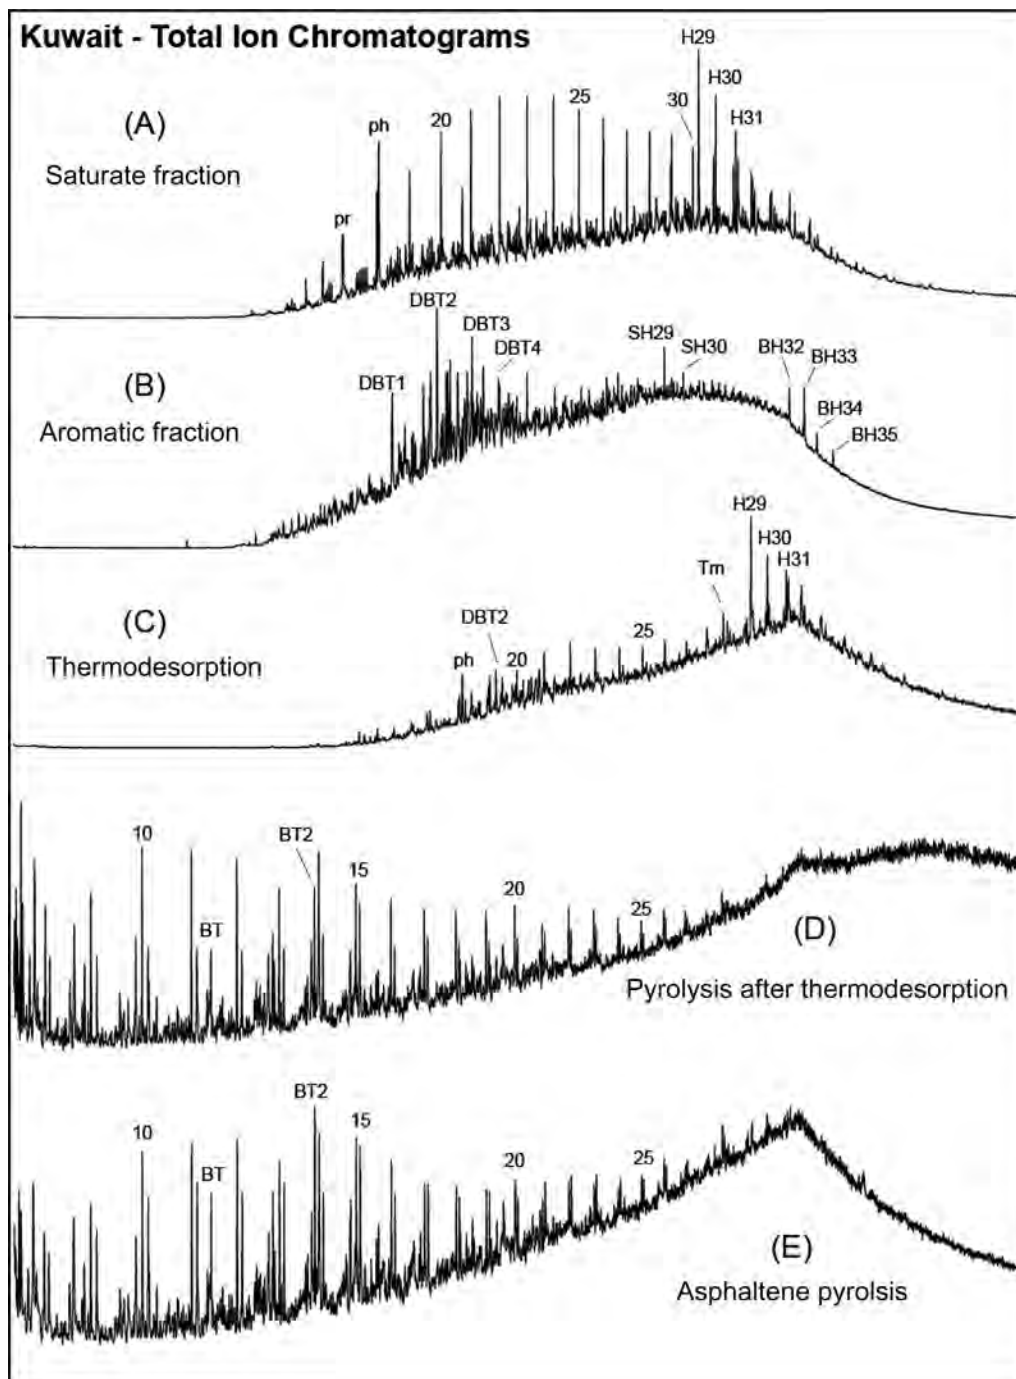 Kuwait - Total Ion Chromatograms
(A)
Saturate fraction
pr
ph
20
25
30
H29
H30
H31
(B)
Aromatic fraction
DBT1
DBT2
DBT3
DBT4
SH29
SH30
BH32
BH33
BH34
BH35
(C)
Thermodesorption
ph
DBT2
20
25
Tm
H29
H30
H31
10
BT
BT2
15
20
25
(D)
Pyrolysis after thermodesorption
10
BT
BT2
15
20
25
(E)
Asphaltene pyrolsis